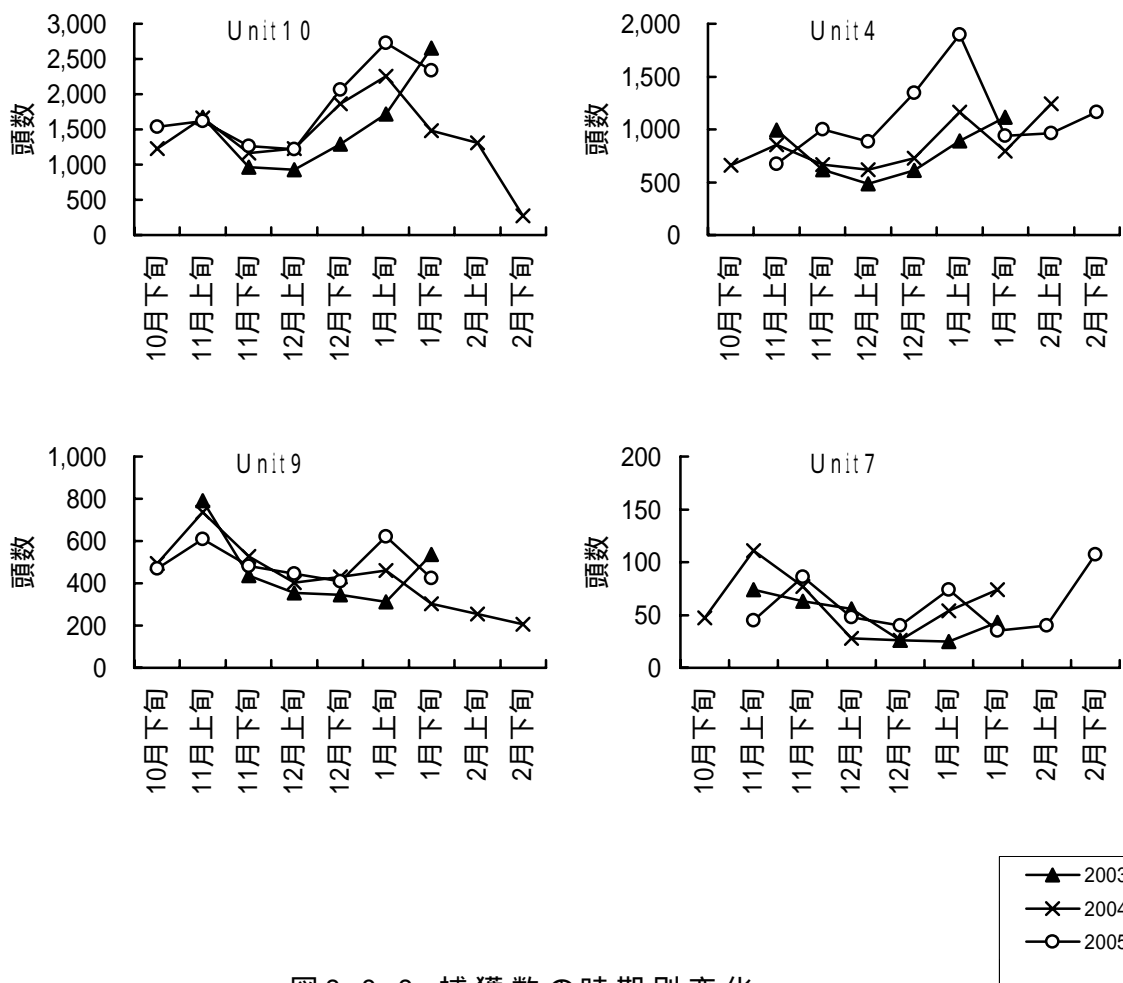 Unit10
3,000
2,500
2,000
1,500
1,000
500
0
頭数
10月下旬
11月上旬
11月下旬
12月上旬
12月下旬
1月上旬
1月下旬
2月上旬
2月下旬
Unit4
2,000
1,500
1,000
500
0
頭数
10月下旬
11月上旬
11月下旬
12月上旬
12月下旬
1月上旬
1月下旬
2月上旬
2月下旬
Unit9
1,000
800
600
400
200
0
頭数
10月下旬
11月上旬
11月下旬
12月上旬
12月下旬
1月上旬
1月下旬
2月上旬
2月下旬
Unit7
200
150
100
50
0
頭数
10月下旬
11月上旬
11月下旬
12月上旬
12月下旬
1月上旬
1月下旬
2月上旬
2月下旬
2003
2004
2005
捕獲数の時期別変化